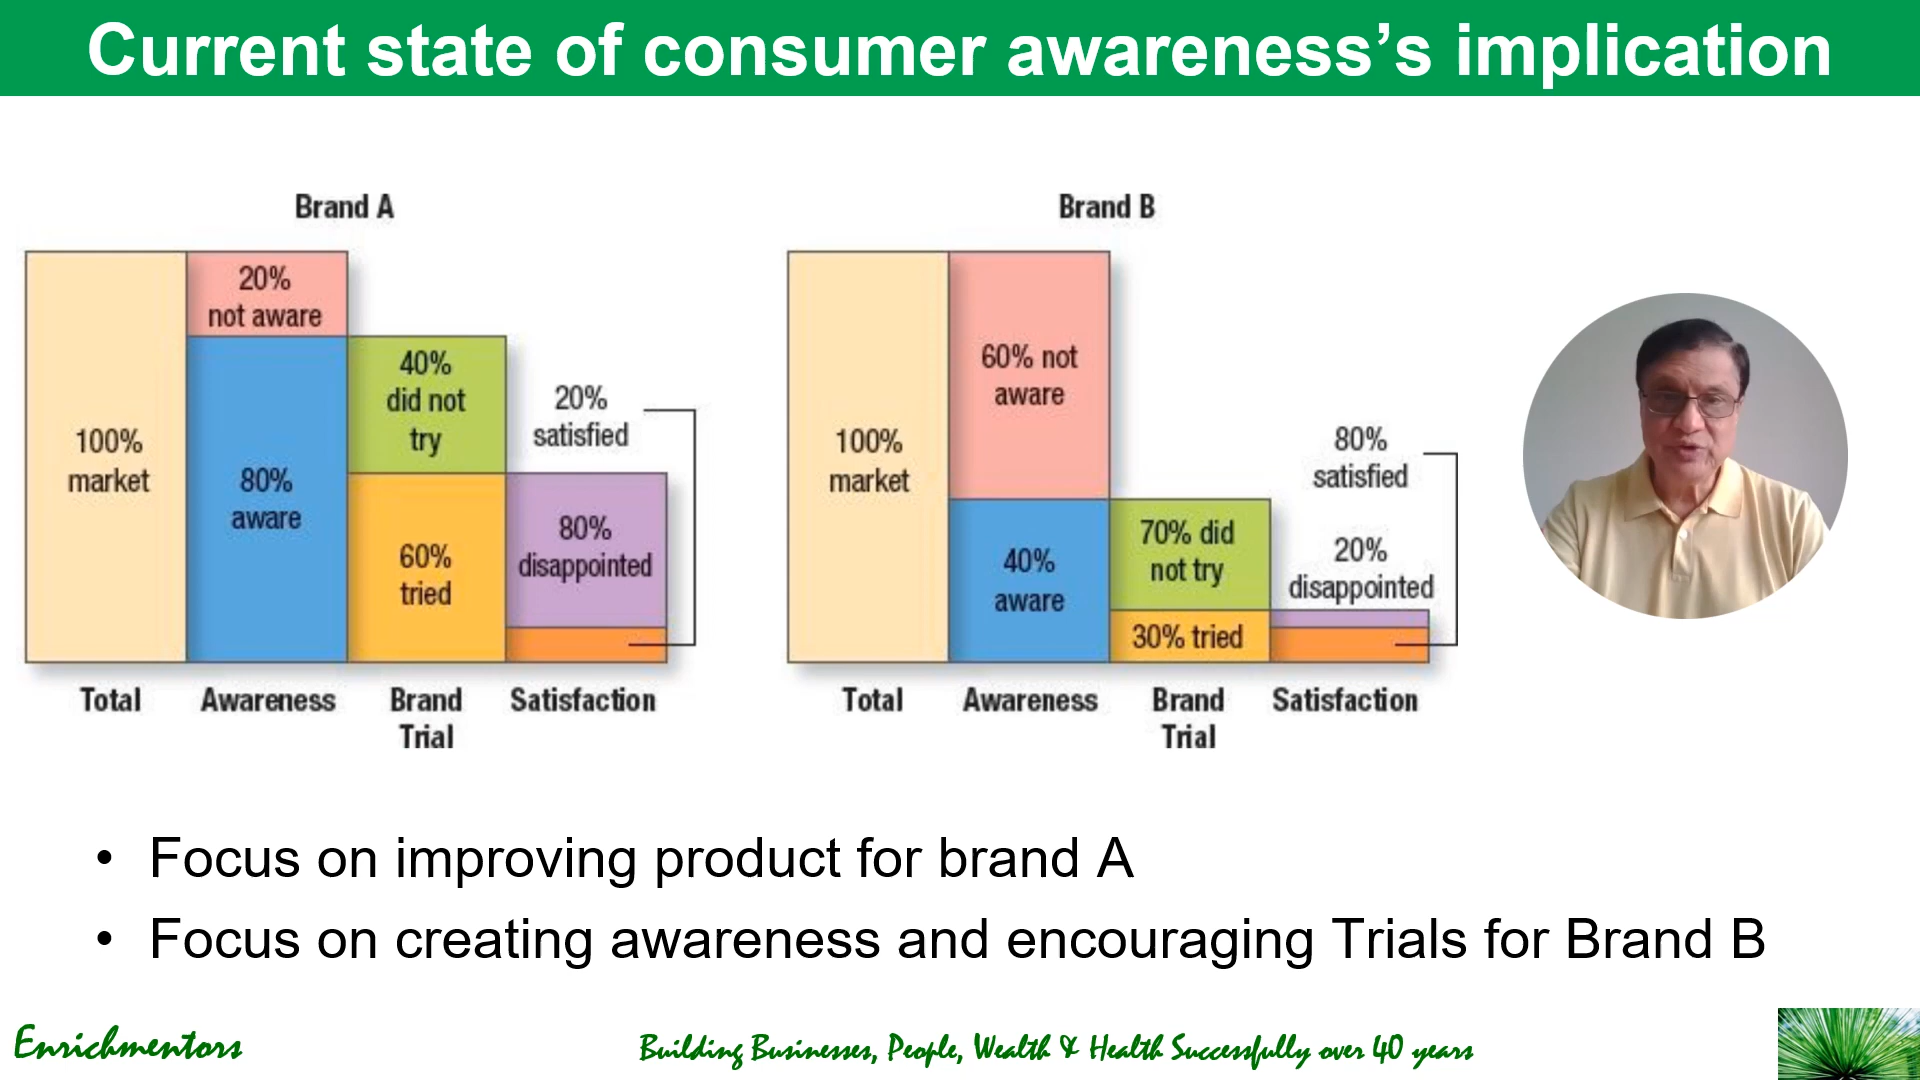 Current state of consumer awareness’s implication
Brand A
100%
market
20%
not aware
80%
aware
40%
did not
try
60%
tried
20%
satisfied
80%
disappointed
Total
Awareness
Brand
Trial
Satisfaction
Brand B
100%
market
60% not
aware
40%
aware
70% did
not try
30% tried
80%
satisfied
20%
disappointed
Total
Awareness
Brand
Trial
Satisfaction
• Focus on improving product for brand A
• Focus on creating awareness and encouraging Trials for Brand B
Enrichmentors
Building Businesses, People, Wealth & Health Successfully over 40 years